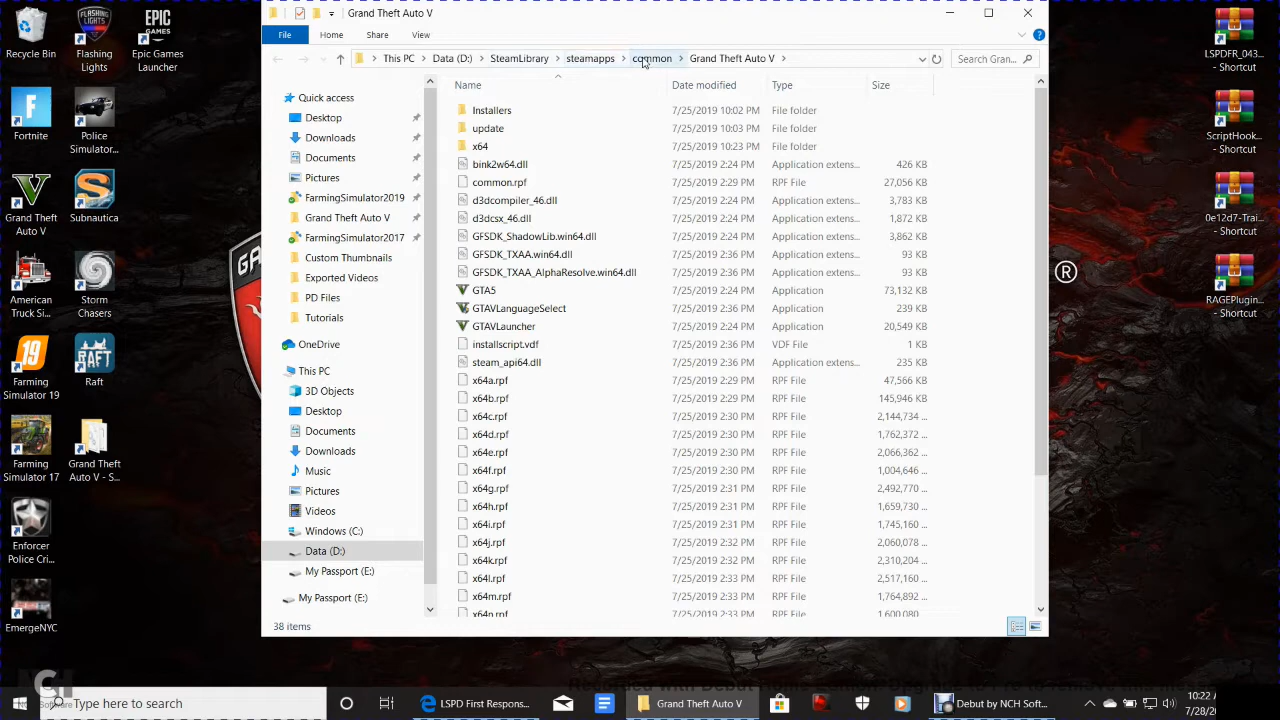 Grand Theft Auto V
File Home Share View
This PC Data (D:) SteamLibrary steamapps common Grand Theft Auto V
Search Gran...
Name Date modified Type Size
Installers 7/25/2019 10:02 PM File folder
update 7/25/2019 10:03 PM File folder
x64 7/25/2019 10:23 PM File folder
bink2w64.dll 7/25/2019 2:24 PM Application extens... 426 KB
common.rpf 7/25/2019 2:29 PM RPF File 27,056 KB
d3dcompiler_46.dll 7/25/2019 2:24 PM Application extens... 3,783 KB
d3dcsx_46.dll 7/25/2019 2:24 PM Application extens... 1,872 KB
GFSDK_ShadowLib.win64.dll 7/25/2019 2:24 PM Application extens... 3,862 KB
GFSDK_TXAA.win64.dll 7/25/2019 2:36 PM Application extens... 93 KB
GFSDK_TXAA_AlphaResolve.win64.dll 7/25/2019 2:36 PM Application extens... 93 KB
GTA5 7/25/2019 2:24 PM Application 73,132 KB
GTAVLanguageSelect 7/25/2019 2:36 PM Application 239 KB
GTAVLauncher 7/25/2019 2:24 PM Application 20,549 KB
installscript.vdf 7/25/2019 2:36 PM VDF File 1 KB
steam_api64.dll 7/25/2019 2:36 PM Application extens... 235 KB
x64a.rpf 7/25/2019 2:29 PM RPF File 47,566 KB
x64b.rpf 7/25/2019 2:29 PM RPF File 145,946 KB
x64c.rpf 7/25/2019 2:30 PM RPF File 2,144,734 ...
x64d.rpf 7/25/2019 2:30 PM RPF File 1,762,372 ...
x64e.rpf 7/25/2019 2:30 PM RPF File 2,066,362 ...
x64f.rpf 7/25/2019 2:30 PM RPF File 1,004,646 ...
x64g.rpf 7/25/2019 2:30 PM RPF File 2,492,770 ...
x64h.rpf 7/25/2019 2:31 PM RPF File 1,659,730 ...
x64i.rpf 7/25/2019 2:31 PM RPF File 1,745,160 ...
x64j.rpf 7/25/2019 2:32 PM RPF File 2,060,078 ...
x64k.rpf 7/25/2019 2:32 PM RPF File 2,310,204 ...
x64l.rpf 7/25/2019 2:33 PM RPF File 2,517,160 ...
x64m.rpf 7/25/2019 2:33 PM RPF File 1,764,892 ...
x64n.rpf 7/25/2019 2:33 PM RPF File 1,600,080 ...
38 items
Quick access
Desktop
Downloads
Documents
Pictures
FarmingSimulator2019
Grand Theft Auto V
FarmingSimulator2017
Custom Thumbnails
Exported Videos
PD Files
Tutorials
OneDrive
This PC
3D Objects
Desktop
Documents
Downloads
Music
Pictures
Videos
Windows (C:)
Data (D:)
My Passport (E:)
My Passport (E:)
Recycle Bin
Flashing
Lights
EPIC
GAMES
Epic Games
Launcher
Fortnite
Police
Simulator...
Grand Theft
Auto V
Subnautica
American
Truck Si...
Storm
Chasers
Farming
Simulator 19
RAFT
Raft
Farming
Simulator 17
Grand Theft
Auto V - S...
Enforcer
Police Cri...
EmergeNYC
LSPDFR_043...
- Shortcut
ScriptHook...
- Shortcut
0e12d7-Trai...
- Shortcut
RAGEPlugin...
- Shortcut
®
NCH
Software
Type here to search
LSPD First Respon...
Grand Theft Auto V
Debut by NCH Soft...
10:22
7/28/20